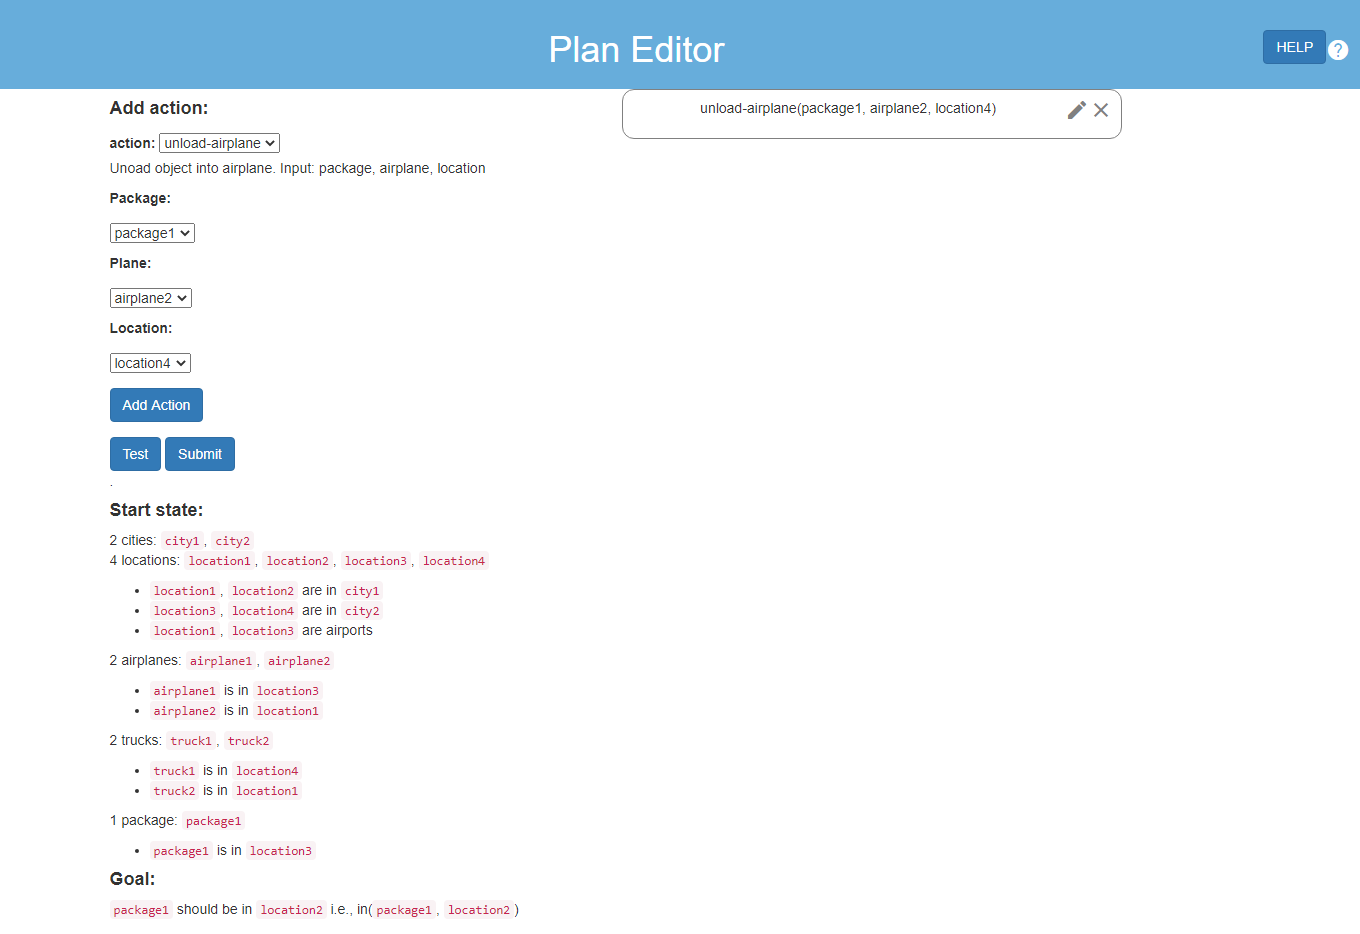 Plan Editor
HELP
?
Add action:
action: unload-airplane
Unoad object into airplane. Input: package, airplane, location
Package:
package1
Plane:
airplane2
Location:
location4
Add Action
Test Submit
.
Start state:
2 cities: city1, city2
4 locations: location1, location2, location3, location4
• location1, location2 are in city1
• location3, location4 are in city2
• location1, location3 are airports
2 airplanes: airplane1, airplane2
• airplane1 is in location3
• airplane2 is in location1
2 trucks: truck1, truck2
• truck1 is in location4
• truck2 is in location1
1 package: package1
• package1 is in location3
Goal:
package1 should be in location2 i.e., in(package1, location2)
unload-airplane(package1, airplane2, location4)